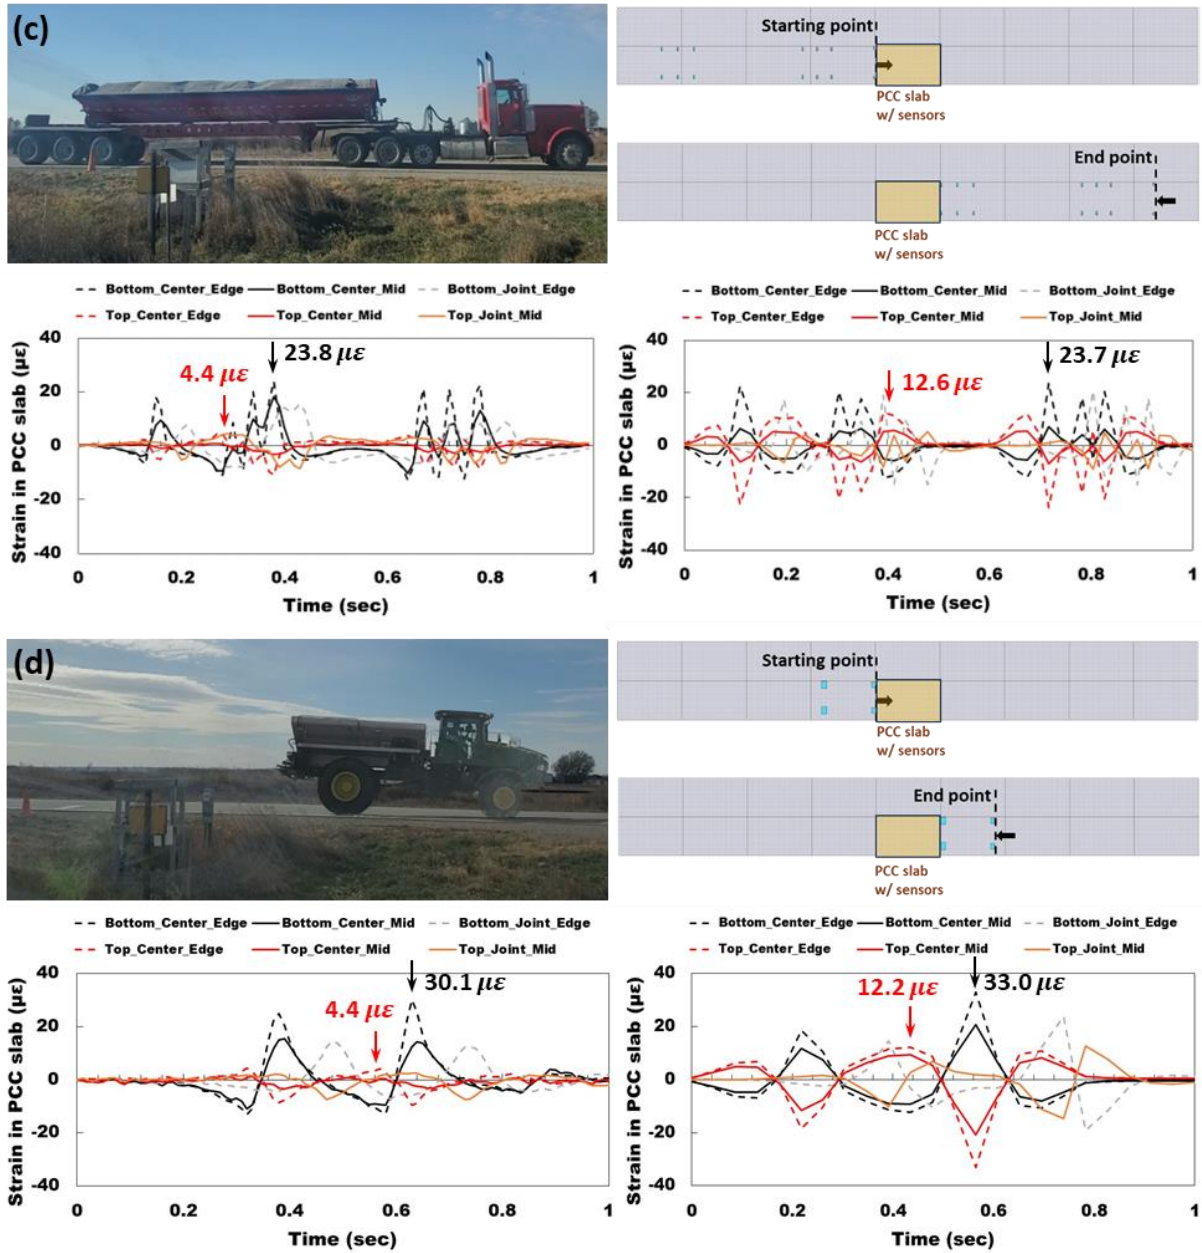 (c)
Starting point
PCC slab
w/ sensors
End point
PCC slab
w/ sensors
Bottom_Center_Edge Bottom_Center_Mid Bottom_Joint_Edge
Top_Center_Edge Top_Center_Mid Top_Joint_Mid
Strain in PCC slab (με)
40
20
0
-20
-40
4.4 με
23.8 με
0 0.2 0.4 0.6 0.8 1
Time (sec)
Bottom_Center_Edge Bottom_Center_Mid Bottom_Joint_Edge
Top_Center_Edge Top_Center_Mid Top_Joint_Mid
Strain in PCC slab (με)
40
20
0
-20
-40
12.6 με
23.7 με
0 0.2 0.4 0.6 0.8 1
Time (sec)
(d)
Starting point
PCC slab
w/ sensors
End point
PCC slab
w/ sensors
Bottom_Center_Edge Bottom_Center_Mid Bottom_Joint_Edge
Top_Center_Edge Top_Center_Mid Top_Joint_Mid
Strain in PCC slab (με)
40
20
0
-20
-40
4.4 με
30.1 με
0 0.2 0.4 0.6 0.8 1
Time (sec)
Bottom_Center_Edge Bottom_Center_Mid Bottom_Joint_Edge
Top_Center_Edge Top_Center_Mid Top_Joint_Mid
Strain in PCC slab (με)
40
20
0
-20
-40
12.2 με
33.0 με
0 0.2 0.4 0.6 0.8 1
Time (sec)